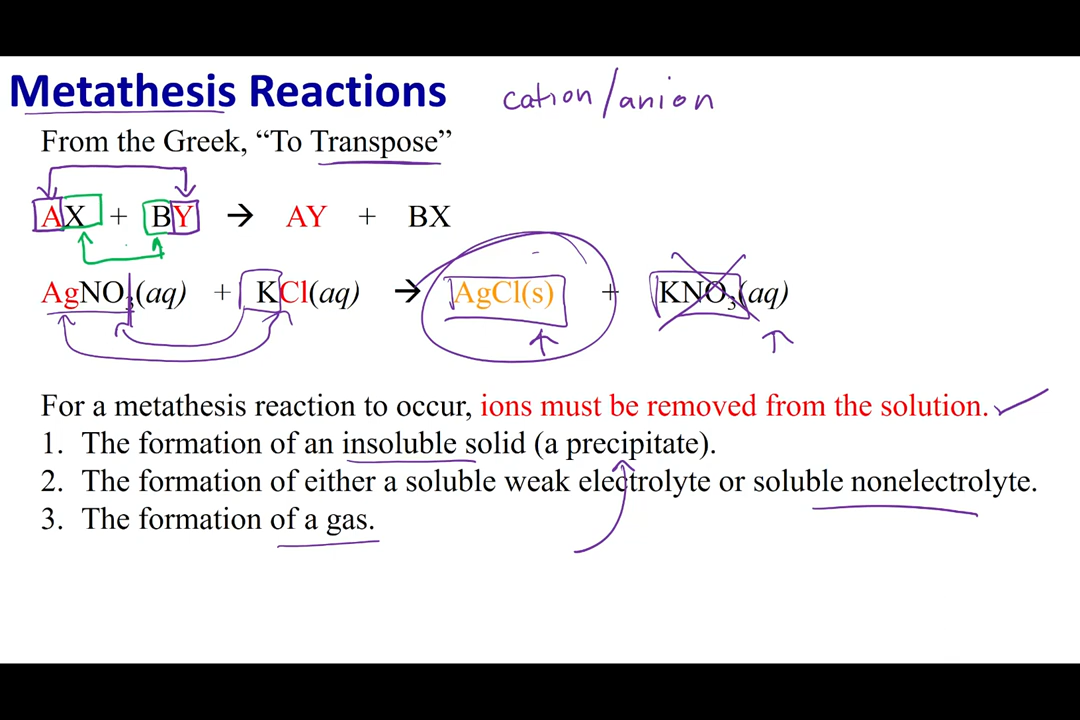 Metathesis Reactions cation/anion
From the Greek, “To Transpose”
AX + BY → AY + BX
AgNO₃(aq) + KCl(aq) → AgCl(s) + KNO₃(aq)
For a metathesis reaction to occur, ions must be removed from the solution.
1. The formation of an insoluble solid (a precipitate).
2. The formation of either a soluble weak electrolyte or soluble nonelectrolyte.
3. The formation of a gas.